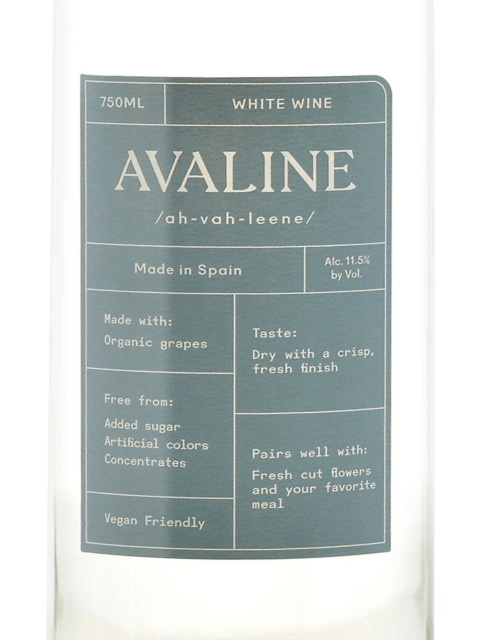 750ML
WHITE WINE
AVALINE
/ah-vah-leene/
Made in Spain
Alc. 11.5%
by Vol.
Made with:
Organic grapes
Free from:
Added sugar
Artificial colors
Concentrates
Vegan Friendly
Taste:
Dry with a crisp,
fresh finish
Pairs well with:
Fresh cut flowers
and your favorite
meal